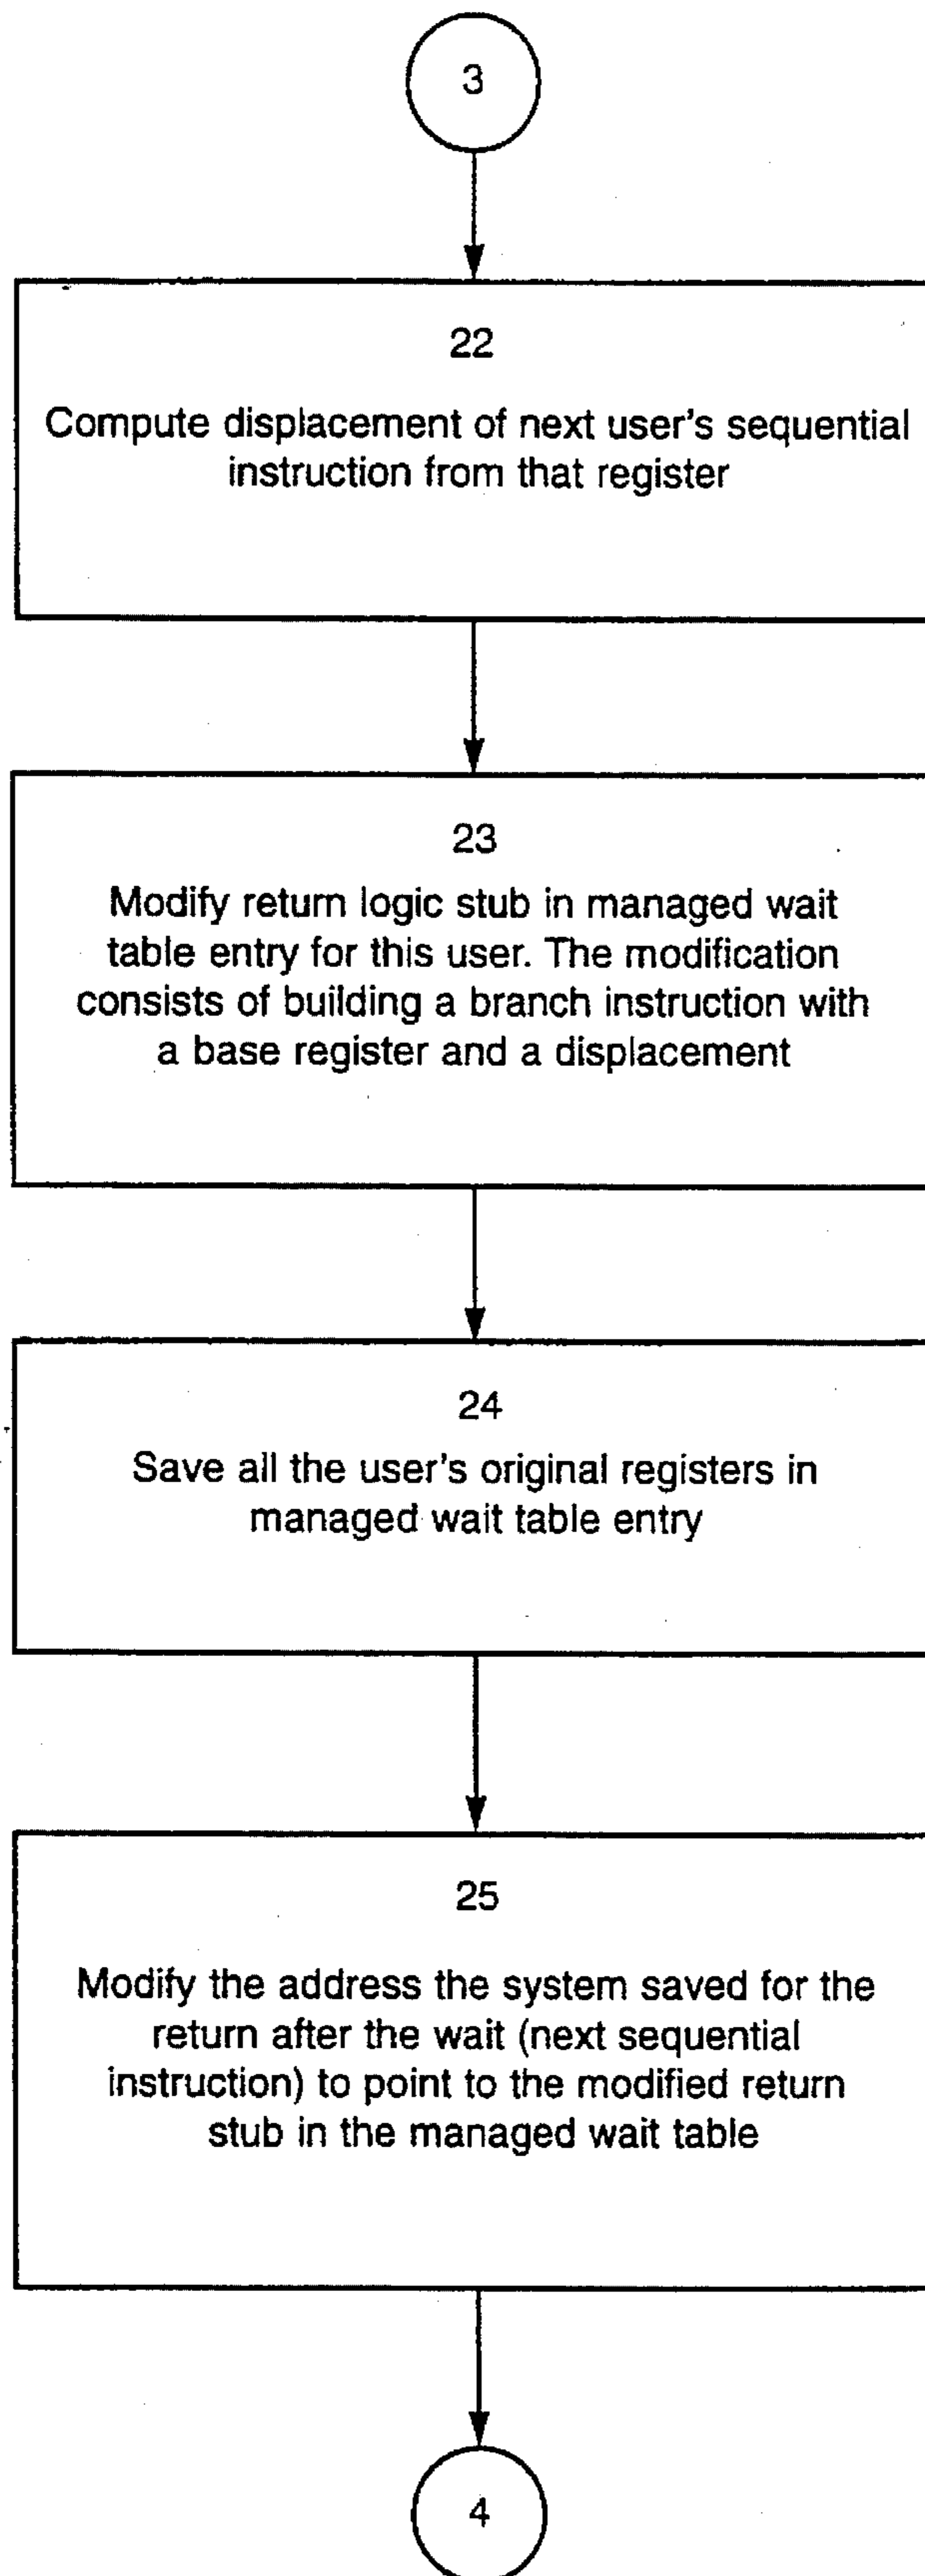 3
22
Compute displacement of next user's sequential
instruction from that register
23
Modify return logic stub in managed wait
table entry for this user. The modification
consists of building a branch instruction with
a base register and a displacement
24
Save all the user's original registers in
managed wait table entry
25
Modify the address the system saved for the
return after the wait (next sequential
instruction) to point to the modified return
stub in the managed wait table
4